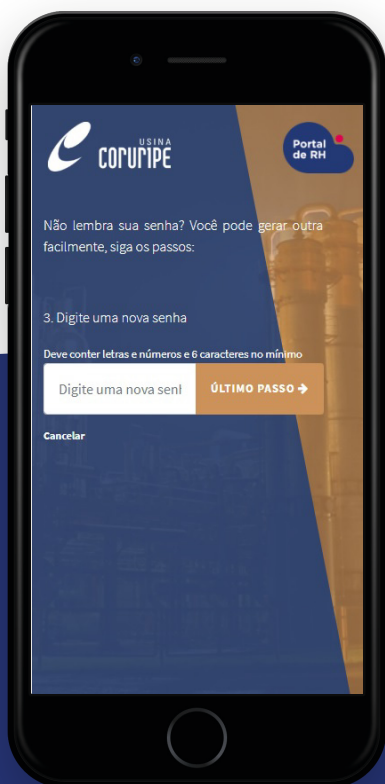 USINA
CORURIPE
Portal
de RH
Não lembra sua senha? Você pode gerar outra
facilmente, siga os passos:
3. Digite uma nova senha
Deve conter letras e números e 6 caracteres no mínimo
Digite uma nova senl
ÚLTIMO PASSO
Cancelar